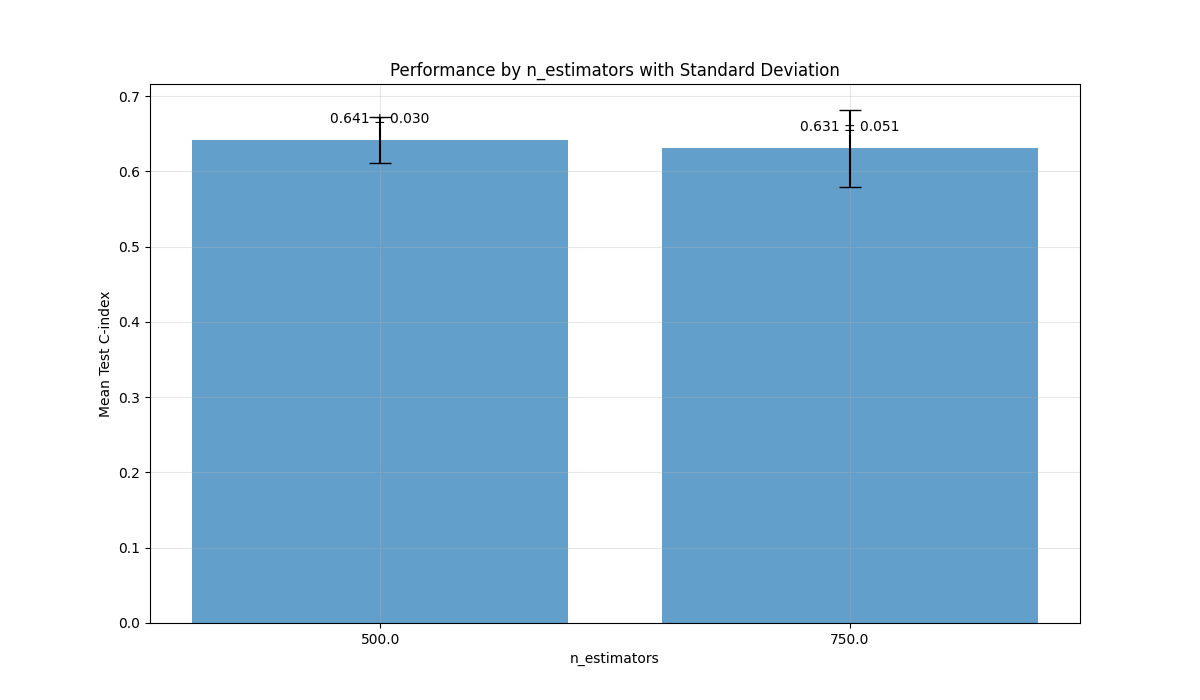 Performance by n_estimators with Standard Deviation
0.7
0.6
0.5
0.4
0.3
0.2
0.1
0.0
Mean Test C-index
0.641 ± 0.030
0.631 ± 0.051
500.0
750.0
n_estimators